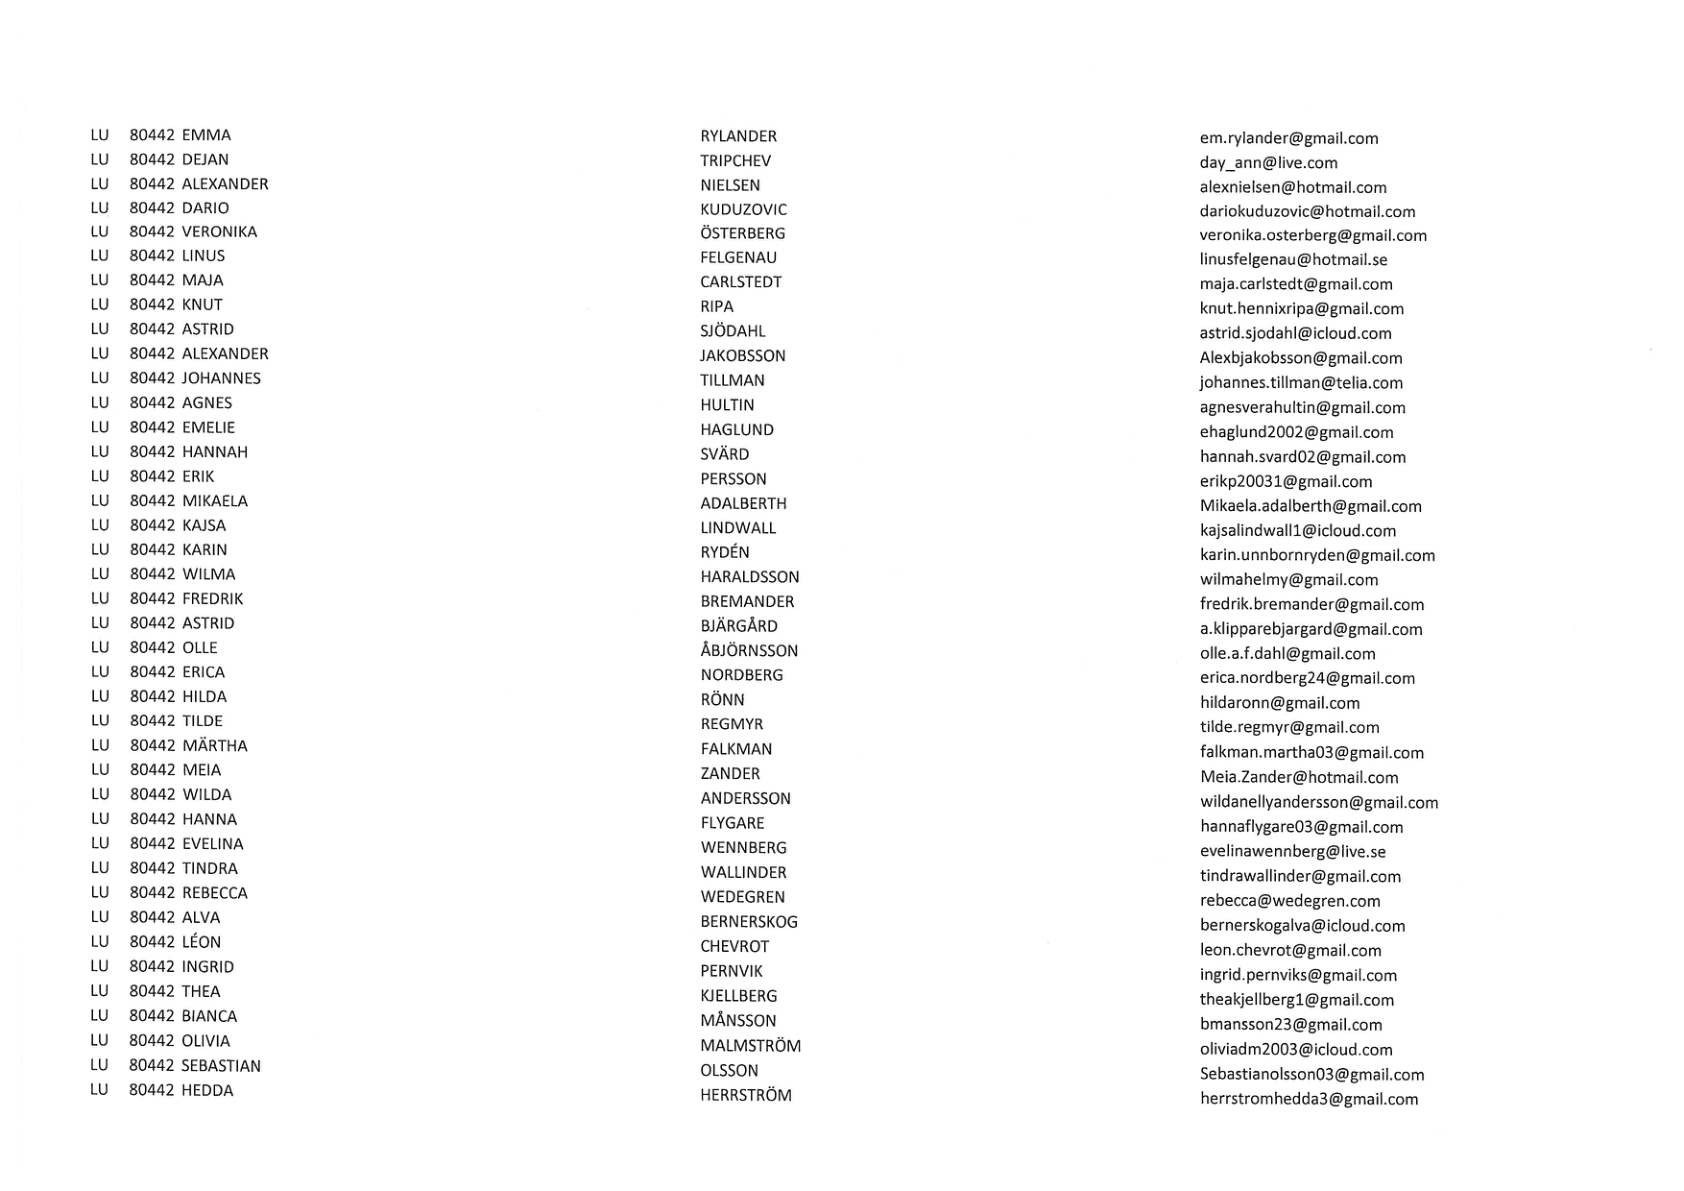 LU 80442 EMMA RYLANDER em.rylander@gmail.com
LU 80442 DEJAN TRIPCHEV day_ann@live.com
LU 80442 ALEXANDER NIELSEN alexnielsen@hotmail.com
LU 80442 DARIO KUDUZOVIC dariokuduzovic@hotmail.com
LU 80442 VERONIKA ÖSTERBERG veronika.osterberg@gmail.com
LU 80442 LINUS FELGENAU linusfelgenau@hotmail.se
LU 80442 MAJA CARLSTEDT maja.carlstedt@gmail.com
LU 80442 KNUT RIPA knut.hennixripa@gmail.com
LU 80442 ASTRID SJÖDAHL astrid.sjodahl@icloud.com
LU 80442 ALEXANDER JAKOBSSON Alexbjakobsson@gmail.com
LU 80442 JOHANNES TILLMAN johannes.tillman@telia.com
LU 80442 AGNES HULTIN agnesverahultin@gmail.com
LU 80442 EMELIE HAGLUND ehaglund2002@gmail.com
LU 80442 HANNAH SVÄRD hannah.svard02@gmail.com
LU 80442 ERIK PERSSON erikp20031@gmail.com
LU 80442 MIKAELA ADALBERTH Mikaela.adalberth@gmail.com
LU 80442 KAJSA LINDWALL kajsalindwall1@icloud.com
LU 80442 KARIN RYDÉN karin.unnbornryden@gmail.com
LU 80442 WILMA HARALDSSON wilmahelmy@gmail.com
LU 80442 FREDRIK BREMANDER fredrik.bremander@gmail.com
LU 80442 ASTRID BJÄRGÅRD a.klipparebjargard@gmail.com
LU 80442 OLLE ÅBJÖRNSSON olle.a.f.dahl@gmail.com
LU 80442 ERICA NORDBERG erica.nordberg24@gmail.com
LU 80442 HILDA RÖNN hildaronn@gmail.com
LU 80442 TILDE REGMYR tilde.regmyr@gmail.com
LU 80442 MÄRTHA FALKMAN falkman.martha03@gmail.com
LU 80442 MEIA ZANDER Meia.Zander@hotmail.com
LU 80442 WILDA ANDERSSON wildanellyandersson@gmail.com
LU 80442 HANNA FLYGARE hannaflygare03@gmail.com
LU 80442 EVELINA WENNBERG evelinawennberg@live.se
LU 80442 TINDRA WALLINDER tindrawallinder@gmail.com
LU 80442 REBECCA WEDEGREN rebecca@wedegren.com
LU 80442 ALVA BERNERSKOG bernerskogalva@icloud.com
LU 80442 LÉON CHEVROT leon.chevrot@gmail.com
LU 80442 INGRID PERNVIK ingrid.pernviks@gmail.com
LU 80442 THEA KJELLBERG theakjellberg1@gmail.com
LU 80442 BIANCA MÅNSSON bmansson23@gmail.com
LU 80442 OLIVIA MALMSTRÖM oliviadm2003@icloud.com
LU 80442 SEBASTIAN OLSSON Sebastianolsson03@gmail.com
LU 80442 HEDDA HERRSTRÖM herrstromhedda3@gmail.com